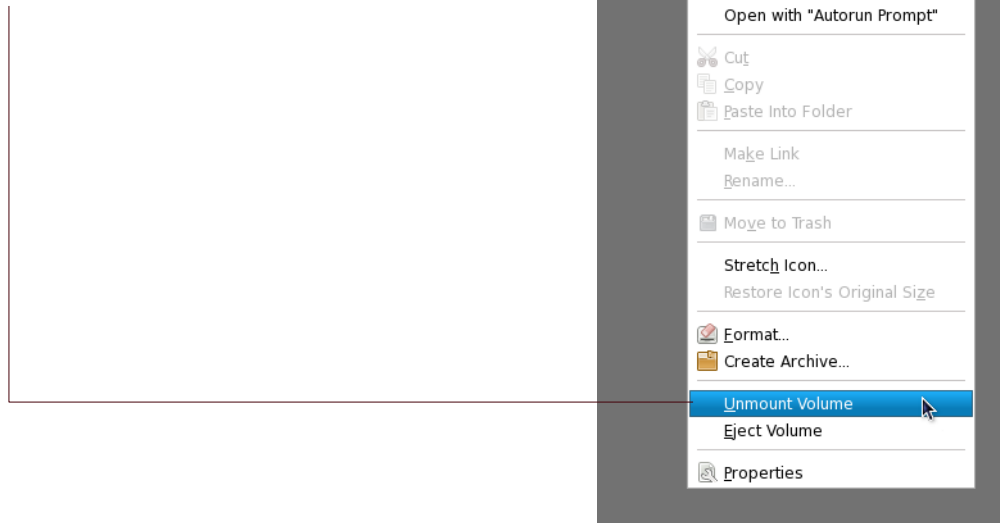 Open with "Autorun Prompt"
Cut
Copy
Paste Into Folder
Make Link
Rename...
Move to Trash
Stretch Icon...
Restore Icon's Original Size
Format...
Create Archive...
Unmount Volume
Eject Volume
Properties